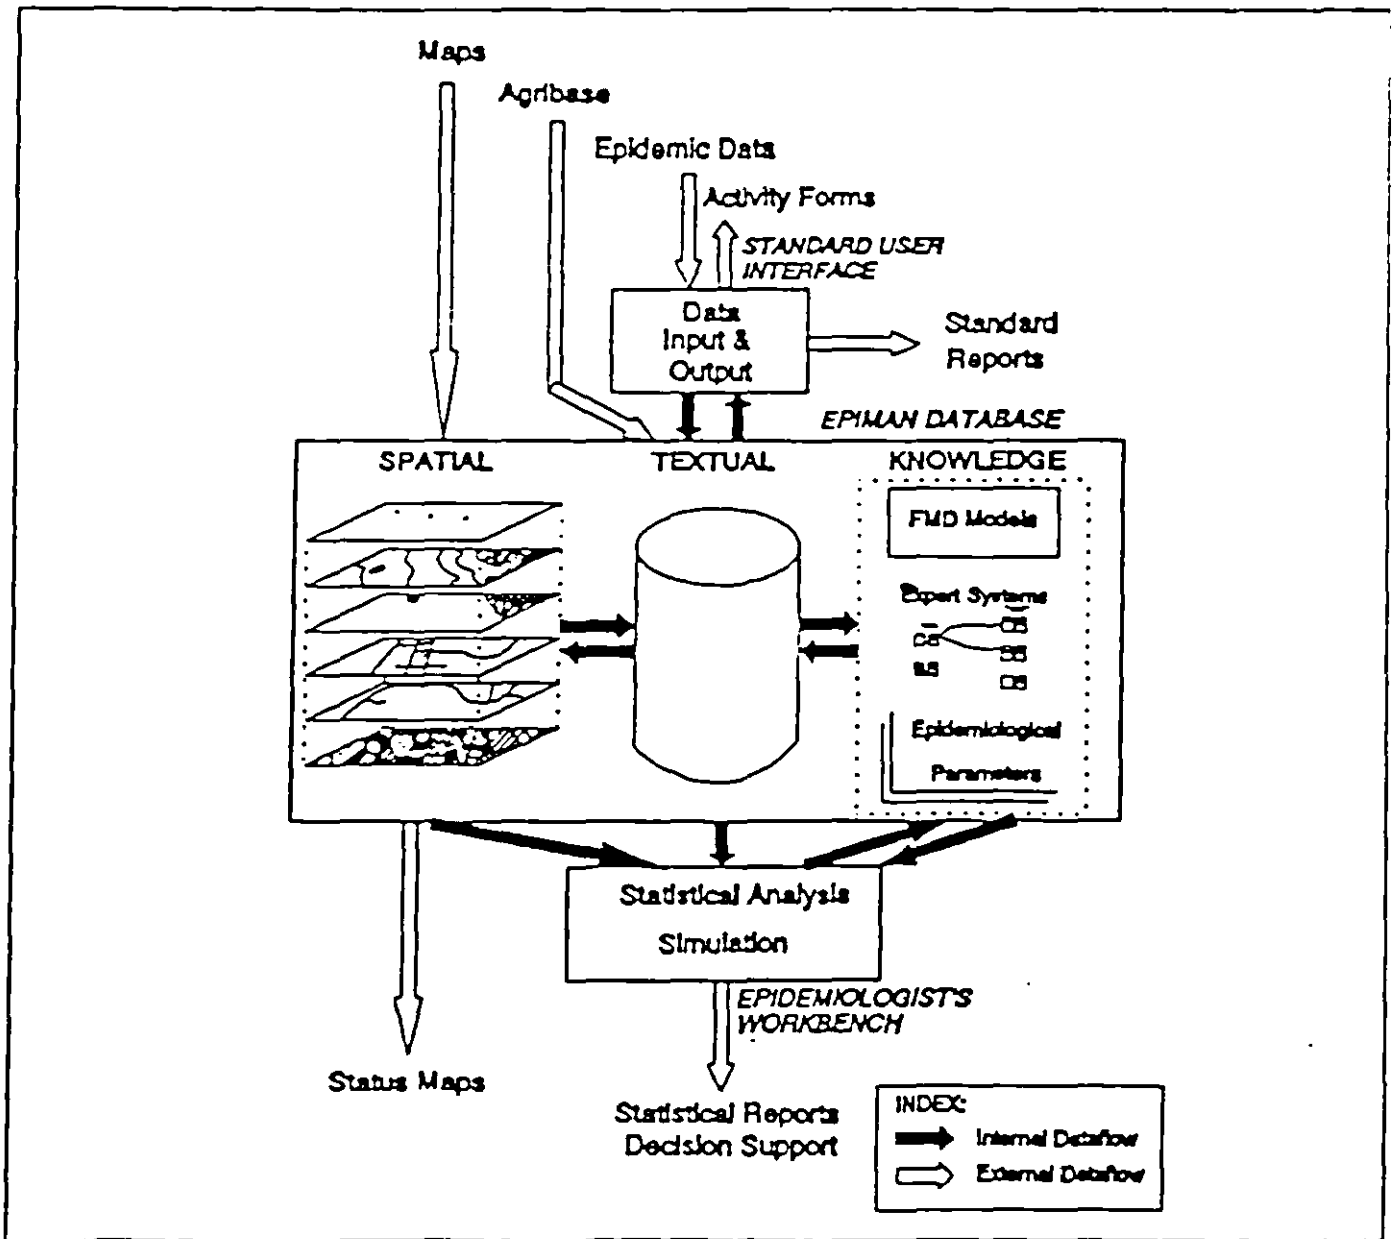 Maps
Agribase
Epidemic Data
Activity Forms
STANDARD USER
INTERFACE
Data
Input &
Output
Standard
Reports
EPIMAN DATABASE
SPATIAL
TEXTUAL
KNOWLEDGE
FMD Models
Expert Systems
Epidemiological
Parameters
Statistical Analysis
Simulation
EPIDEMIOLOGIST'S
WORKBENCH
Status Maps
Statistical Reports
Decision Support
INDEX:
Internal Dataflow
External Dataflow